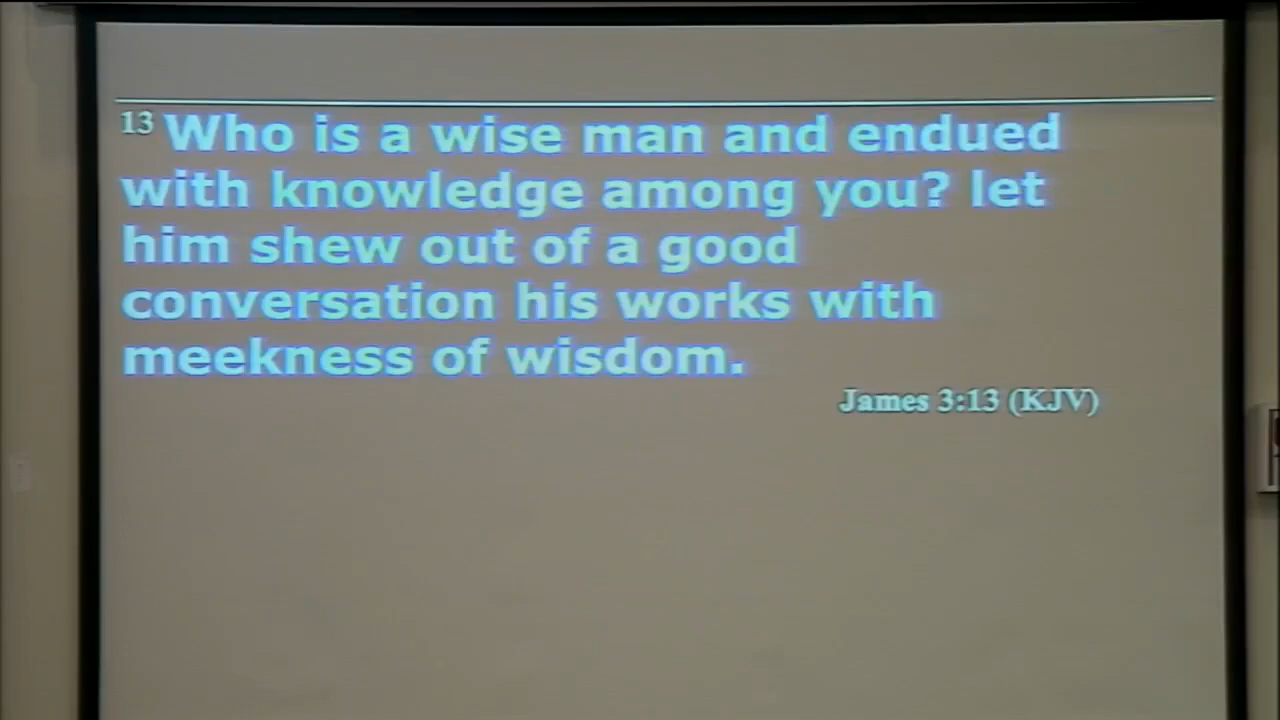 13 Who is a wise man and endued
with knowledge among you? let
him shew out of a good
conversation his works with
meekness of wisdom.
James 3:13 (KJV)